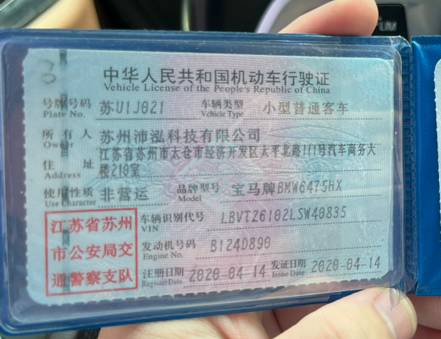 中华人民共和国机动车行驶证
Vehicle License of the People's Republic of China
号牌号码 苏U1J021 车辆类型 小型普通客车
Plate No. Vehicle Type
所有人 苏州沛泓科技有限公司
Owner
住址 江苏省苏州市太仓市经济开发区太平北路111号汽车商务大
Address 楼210室
使用性质 非营运 品牌型号 宝马牌BMW6475HX
Use Character Model
江苏省苏州 车辆识别代号 LBVTZ6102LSW40835
VIN
市公安局交 发动机号码 B124D890
Engine No.
通警察支队 注册日期 2020-04-14 发证日期 2020-04-14
Register Date Issue Date